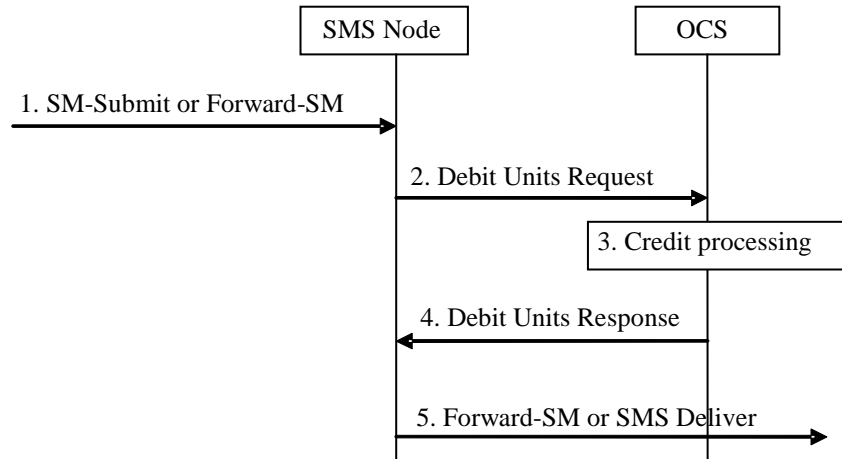 SMS Node
OCS
1. SM-Submit or Forward-SM
2. Debit Units Request
3. Credit processing
4. Debit Units Response
5. Forward-SM or SMS Deliver